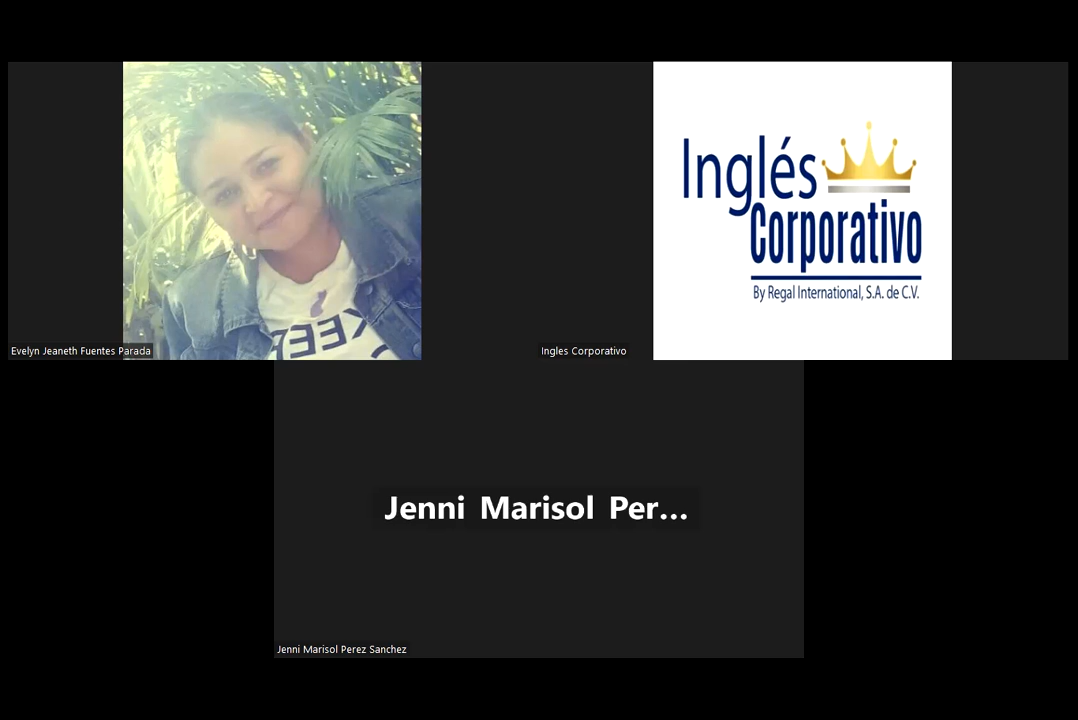 Evelyn Jeaneth Fuentes Parada
Inglés
Corporativo
By Regal International, S.A. de C.V.
Ingles Corporativo
Jenni Marisol Per...
Jenni Marisol Perez Sanchez